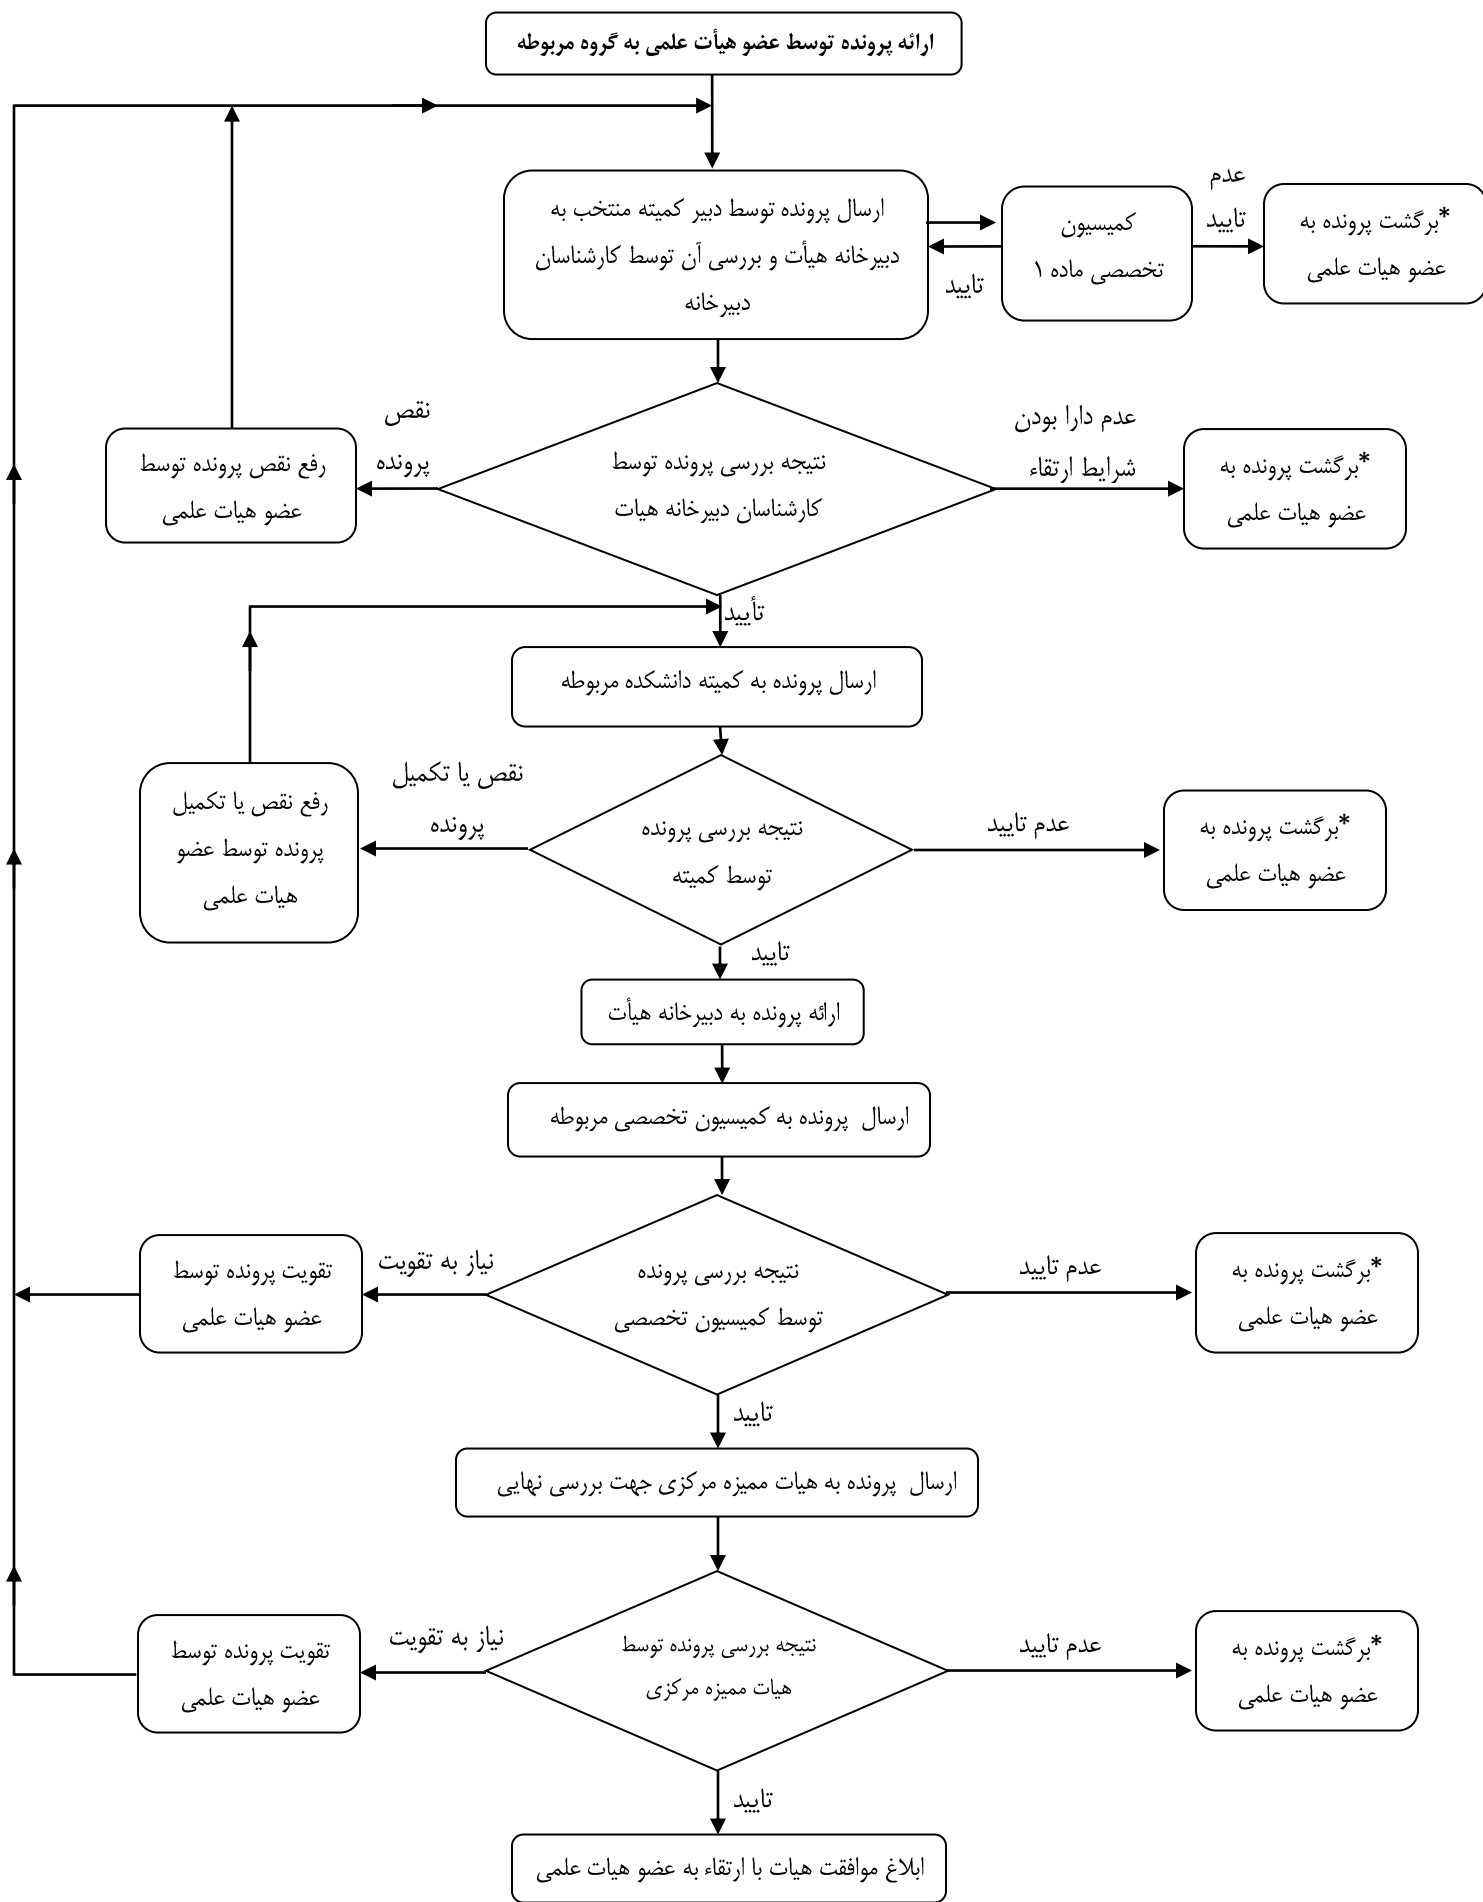 ارائه پرونده توسط عضو هیأت علمی به گروه مربوطه
ارسال پرونده توسط دبیر کمیته منتخب به
دبیرخانه هیأت و بررسی آن توسط کارشناسان
دبیرخانه
کمیسیون
تخصصی ماده ۱
تایید
عدم
تایید
*برگشت پرونده به
عضو هیات علمی
نتیجه بررسی پرونده توسط
کارشناسان دبیرخانه هیات
عدم دارا بودن
شرایط ارتقاء
*برگشت پرونده به
عضو هیات علمی
نقص
پرونده
رفع نقص پرونده توسط
عضو هیات علمی
تأیید
ارسال پرونده به کمیته دانشکده مربوطه
نتیجه بررسی پرونده
توسط کمیته
عدم تایید
*برگشت پرونده به
عضو هیات علمی
نقص یا تکمیل
پرونده
رفع نقص یا تکمیل
پرونده توسط عضو
هیات علمی
تایید
ارائه پرونده به دبیرخانه هیأت
ارسال پرونده به کمیسیون تخصصی مربوطه
نتیجه بررسی پرونده
توسط کمیسیون تخصصی
عدم تایید
*برگشت پرونده به
عضو هیات علمی
نیاز به تقویت
تقویت پرونده توسط
عضو هیات علمی
تایید
ارسال پرونده به هیات ممیزه مرکزی جهت بررسی نهایی
نتیجه بررسی پرونده توسط
هیات ممیزه مرکزی
عدم تایید
*برگشت پرونده به
عضو هیات علمی
نیاز به تقویت
تقویت پرونده توسط
عضو هیات علمی
تایید
ابلاغ موافقت هیات با ارتقاء به عضو هیات علمی